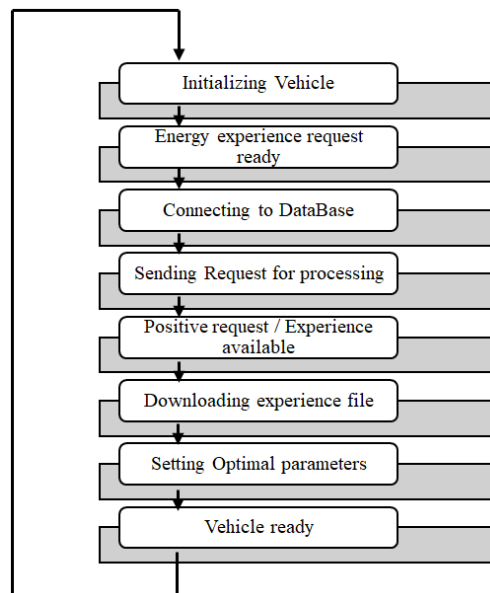 Initializing Vehicle
Energy experience request
ready
Connecting to DataBase
Sending Request for processing
Positive request / Experience
available
Downloading experience file
Setting Optimal parameters
Vehicle ready